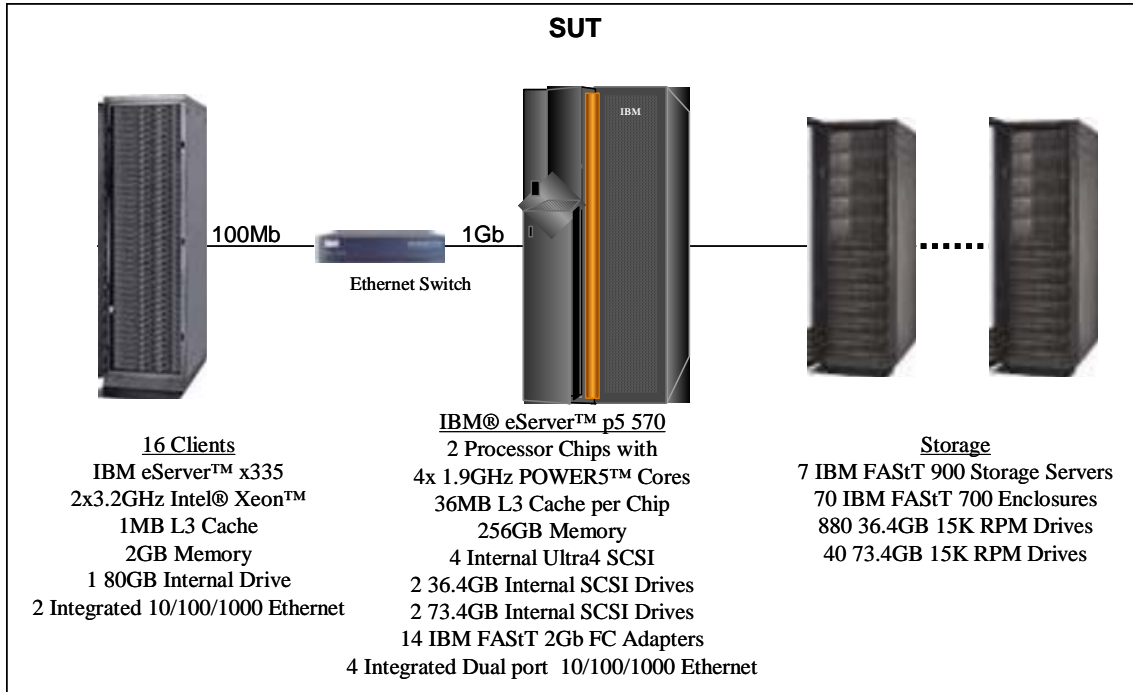 SUT
IBM
100Mb
1Gb
Ethernet Switch
16 Clients
IBM eServer™ x335
2x3.2GHz Intel® Xeon™
1MB L3 Cache
2GB Memory
1 80GB Internal Drive
2 Integrated 10/100/1000 Ethernet
IBM® eServer™ p5 570
2 Processor Chips with
4x 1.9GHz POWER5™ Cores
36MB L3 Cache per Chip
256GB Memory
4 Internal Ultra4 SCSI
2 36.4GB Internal SCSI Drives
2 73.4GB Internal SCSI Drives
14 IBM FAStT 2Gb FC Adapters
4 Integrated Dual port 10/100/1000 Ethernet
Storage
7 IBM FAStT 900 Storage Servers
70 IBM FAStT 700 Enclosures
880 36.4GB 15K RPM Drives
40 73.4GB 15K RPM Drives